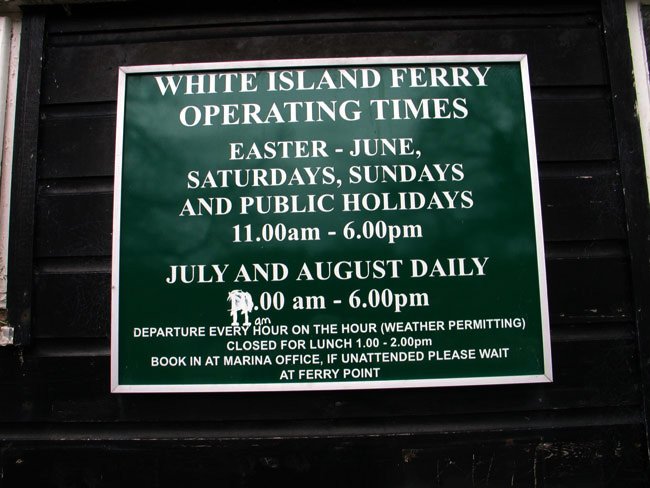 WHITE ISLAND FERRY
OPERATING TIMES
EASTER - JUNE,
SATURDAYS, SUNDAYS
AND PUBLIC HOLIDAYS
11.00am - 6.00pm
JULY AND AUGUST DAILY
.00 am - 6.00pm
11 am
DEPARTURE EVERY HOUR ON THE HOUR (WEATHER PERMITTING)
CLOSED FOR LUNCH 1.00 - 2.00pm
BOOK IN AT MARINA OFFICE, IF UNATTENDED PLEASE WAIT
AT FERRY POINT